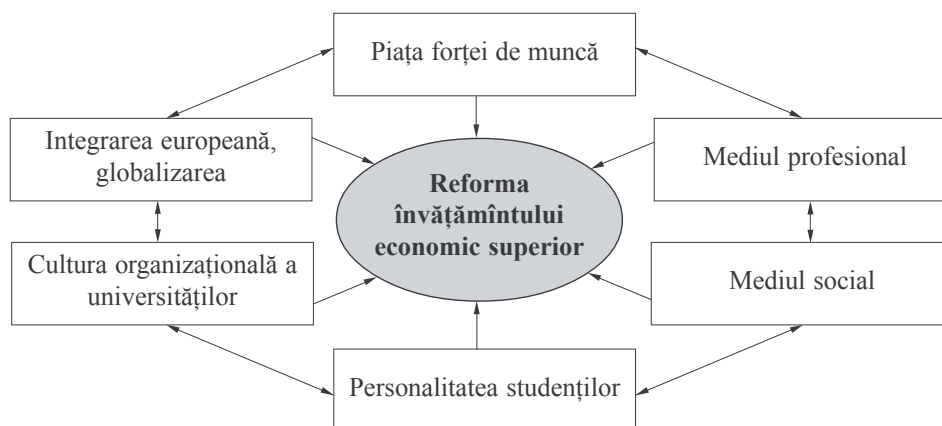 Piața forței de muncă
Integrarea europeană,
globalizarea
Mediul profesional
Reforma
învățămîntului
economic superior
Cultura organizațională a
universităților
Mediul social
Personalitatea studenților